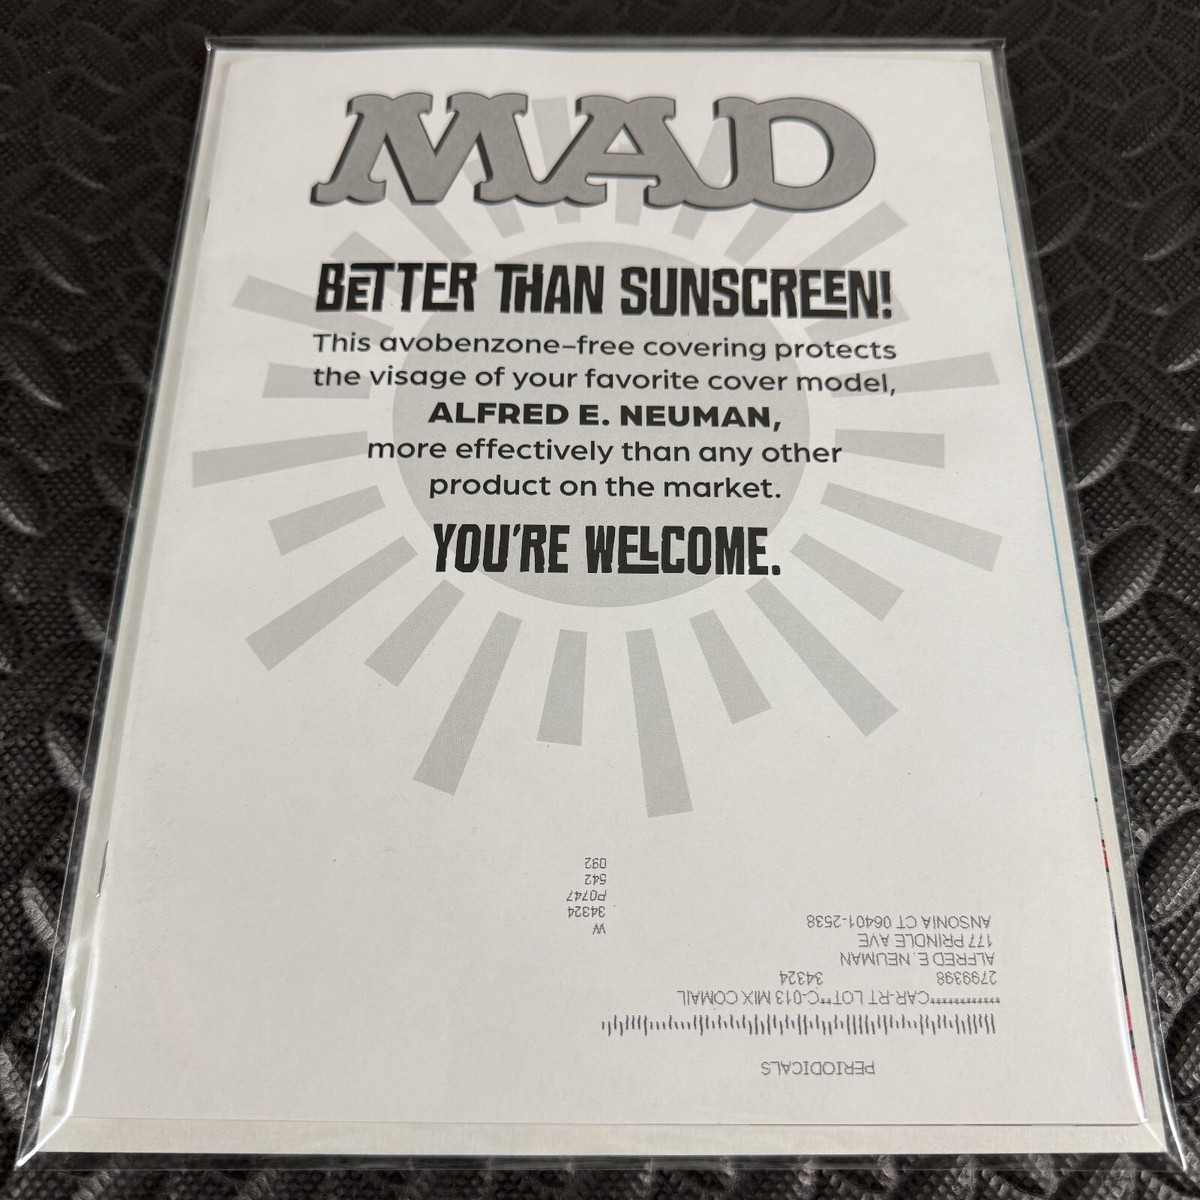 MAD
BETTER THAN SUNSCREEN!
This avobenzone-free covering protects
the visage of your favorite cover model,
ALFRED E. NEUMAN,
more effectively than any other
product on the market.
YOU'RE WELCOME.
PERIODICALS
***********CAR-RT LOT**C-013 MIX COMAIL
2799398 34324
ALFRED E. NEUMAN
177 PRINDLE AVE
ANSONIA CT 06401-2538
W
34324
P0747
542
092